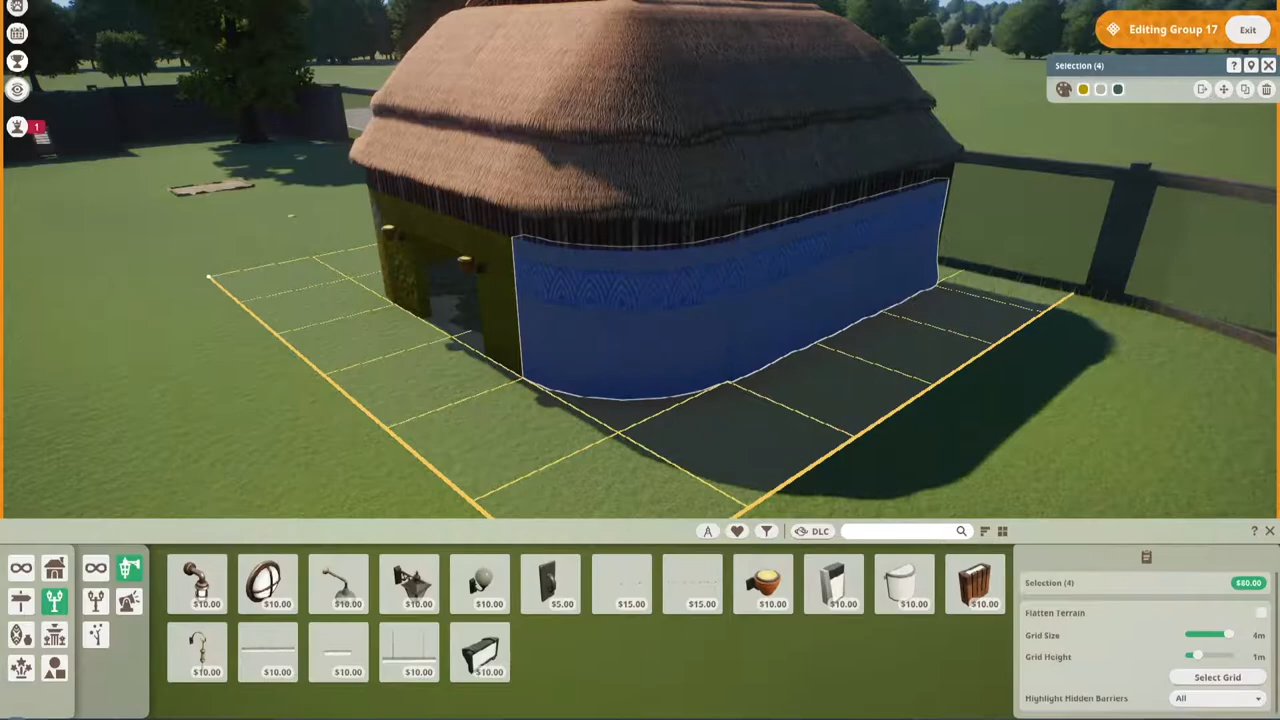 Editing Group 17
Exit
Selection (4)
?
1
DLC
?
$10.00
$10.00
$10.00
$10.00
$10.00
$5.00
$15.00
$15.00
$10.00
$10.00
$10.00
$10.00
$10.00
$10.00
$10.00
$10.00
$10.00
Selection (4)
$80.00
Flatten Terrain
Grid Size
4m
Grid Height
1m
Select Grid
Highlight Hidden Barriers
All